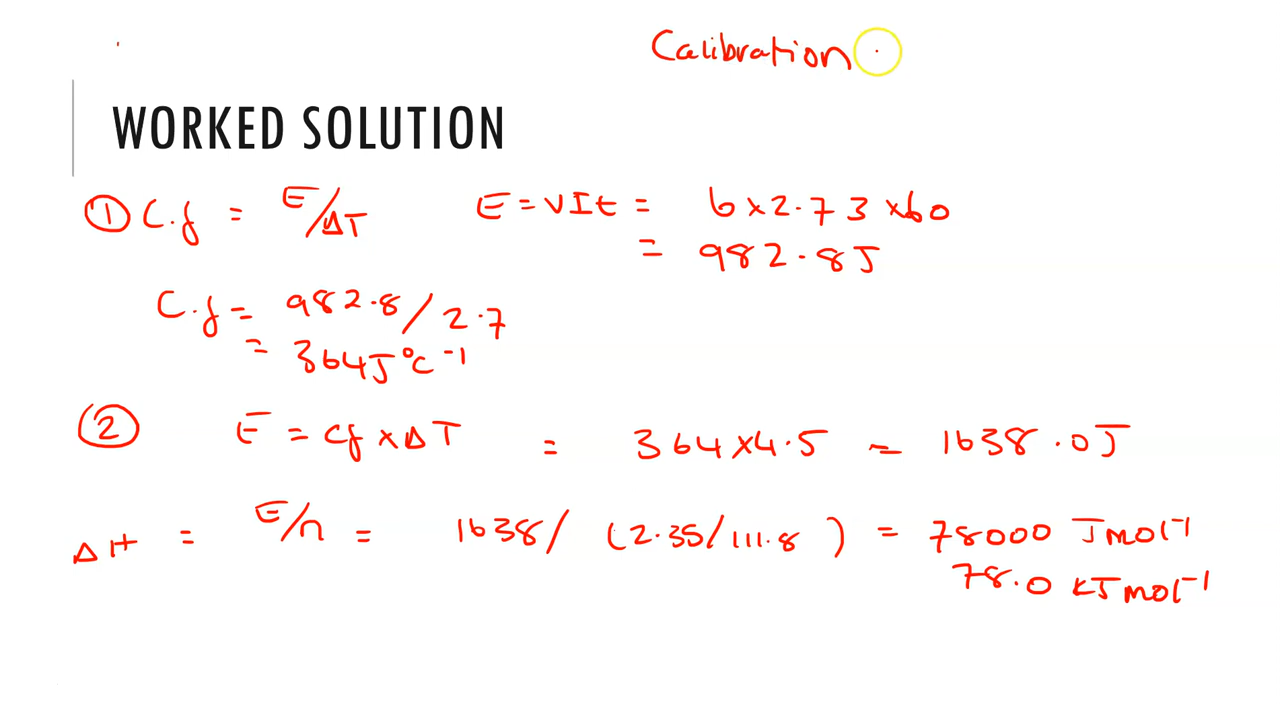 Calibration
WORKED SOLUTION
① C.f = E/ΔT E = VIt = 6 x 2.73 x 60
= 982.8J
C.f = 982.8 / 2.7
= 364J°C⁻¹
② E = Cf x ΔT = 364 x 4.5 = 1638.0J
ΔH = E/n = 1638/ (2.35/111.8) = 78000 Jmol⁻¹
78.0 kJmol⁻¹